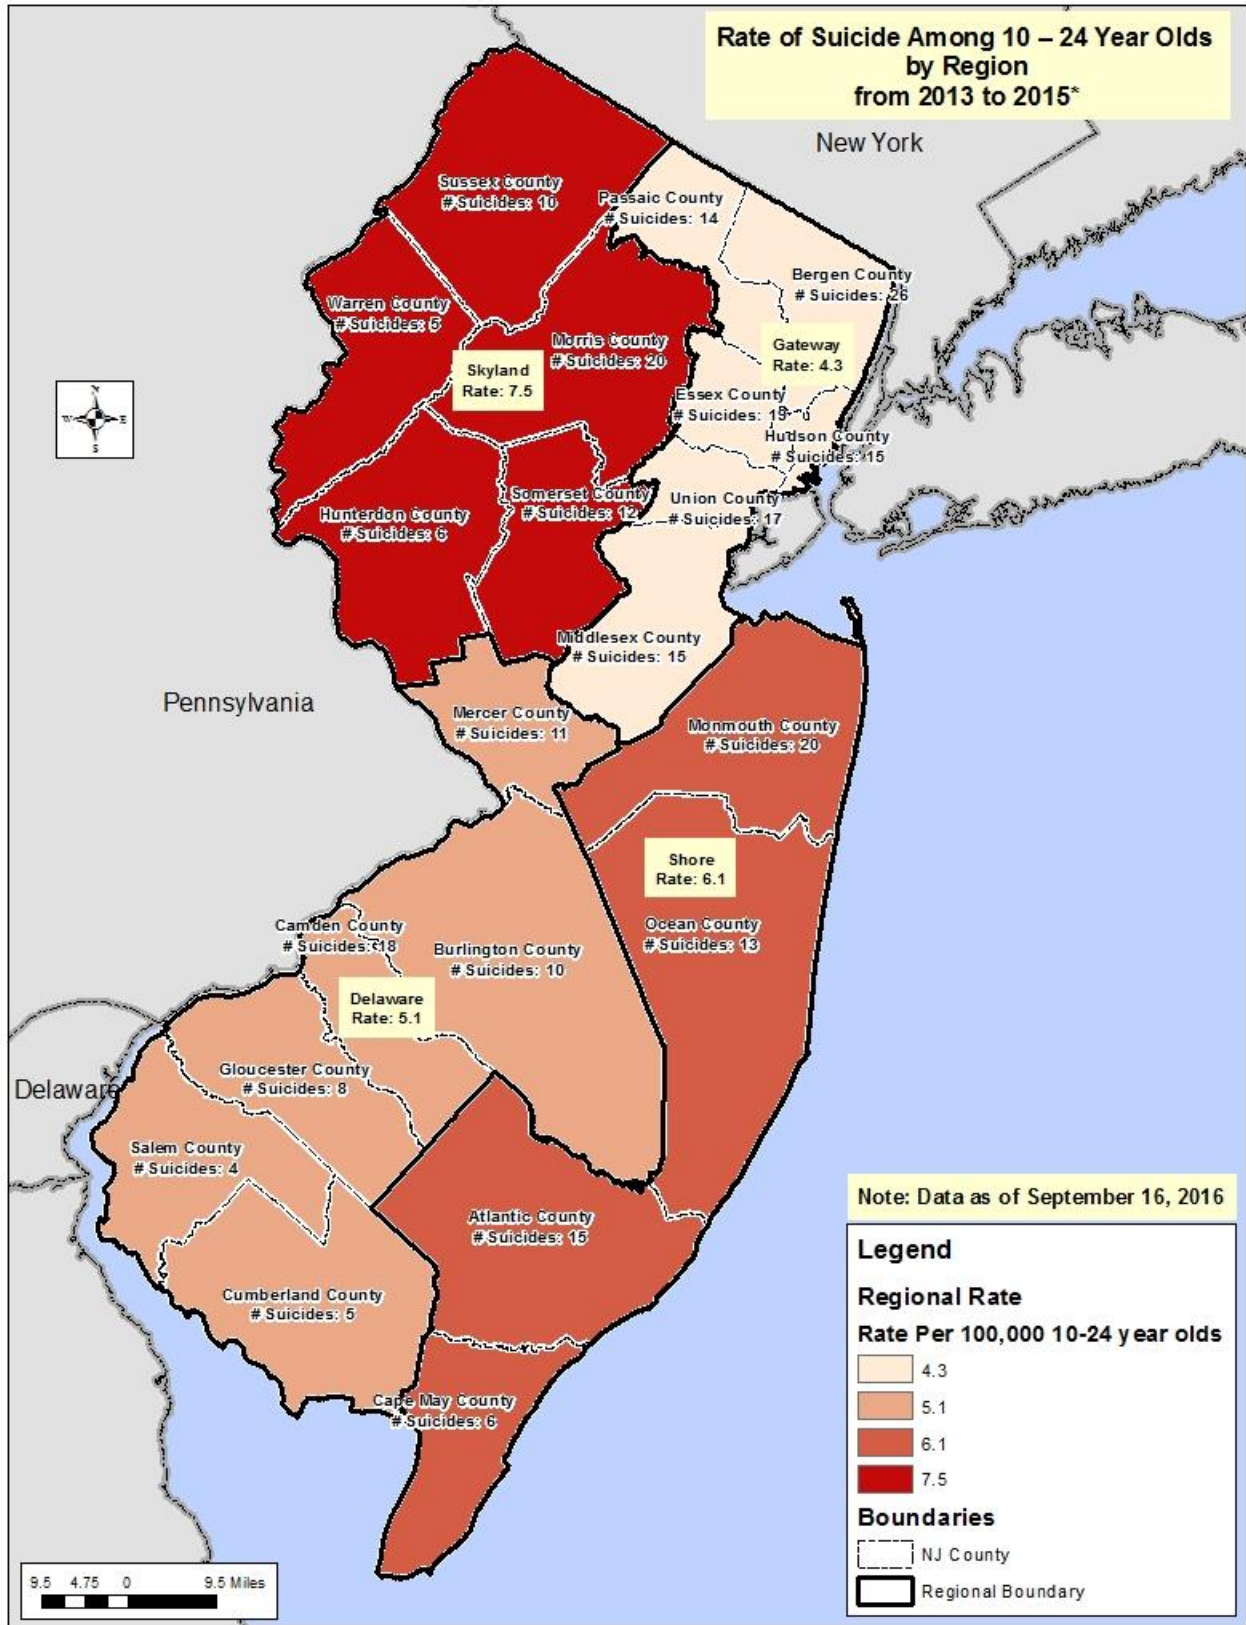 Rate of Suicide Among 10 – 24 Year Olds
by Region
from 2013 to 2015*
New York
Sussex County
# Suicides: 10
Passaic County
# Suicides: 14
Bergen County
# Suicides: 26
Warren County
# Suicides: 5
Morris County
# Suicides: 20
Gateway
Rate: 4.3
Skyland
Rate: 7.5
N
W
E
S
Essex County
# Suicides:
Hudson County
# Suicides: 15
Somerset County
# Suicides: 12
Union County
# Suicides: 17
Hunterdon County
# Suicides: 6
Middlesex County
# Suicides: 15
Pennsylvania
Mercer County
# Suicides: 11
Monmouth County
# Suicides: 20
Shore
Rate: 6.1
Ocean County
# Suicides: 13
Camden County
# Suicides: 18
Burlington County
# Suicides: 10
Delaware
Rate: 5.1
Gloucester County
# Suicides: 8
Delaware
Salem County
# Suicides: 4
Atlantic County
# Suicides: 15
Cumberland County
# Suicides: 5
Cape May County
# Suicides: 6
Note: Data as of September 16, 2016
Legend
Regional Rate
Rate Per 100,000 10-24 year olds
4.3
5.1
6.1
7.5
Boundaries
NJ County
Regional Boundary
9.5 4.75 0 9.5 Miles